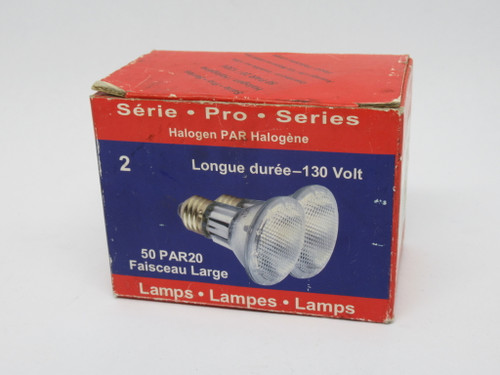 Série • Pro • Series
Halogen PAR Halogène
2
Longue durée–130 Volt
50 PAR20
Faisceau Large
Lamps • Lampes • Lamps